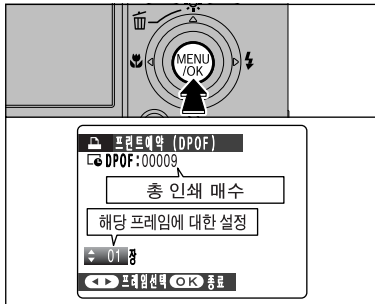 MENU
/OK
프린트예약 (DPOF)
DPOF:00009
총 인쇄 매수
해당 프레임에 대한 설정
01 장
프레임선택 OK 종료